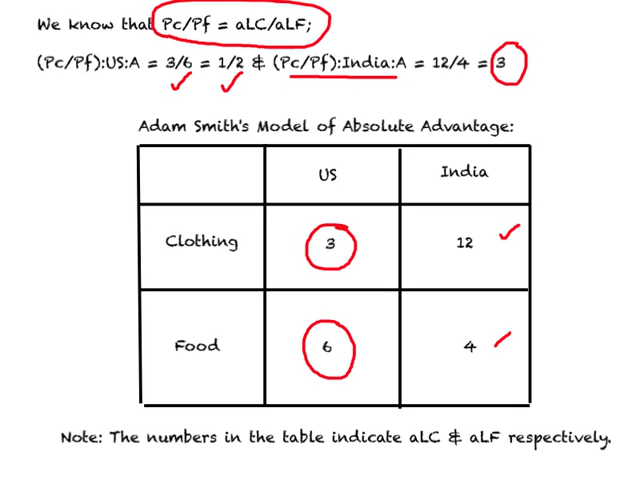 We know that Pc/Pf = aLC/aLF;
(Pc/Pf):US:A = 3/6 = 1/2 & (Pc/Pf):India:A = 12/4 = 3
Adam Smith's Model of Absolute Advantage:
US India
Clothing 3 12
Food 6 4
Note: The numbers in the table indicate aLC & aLF respectively.